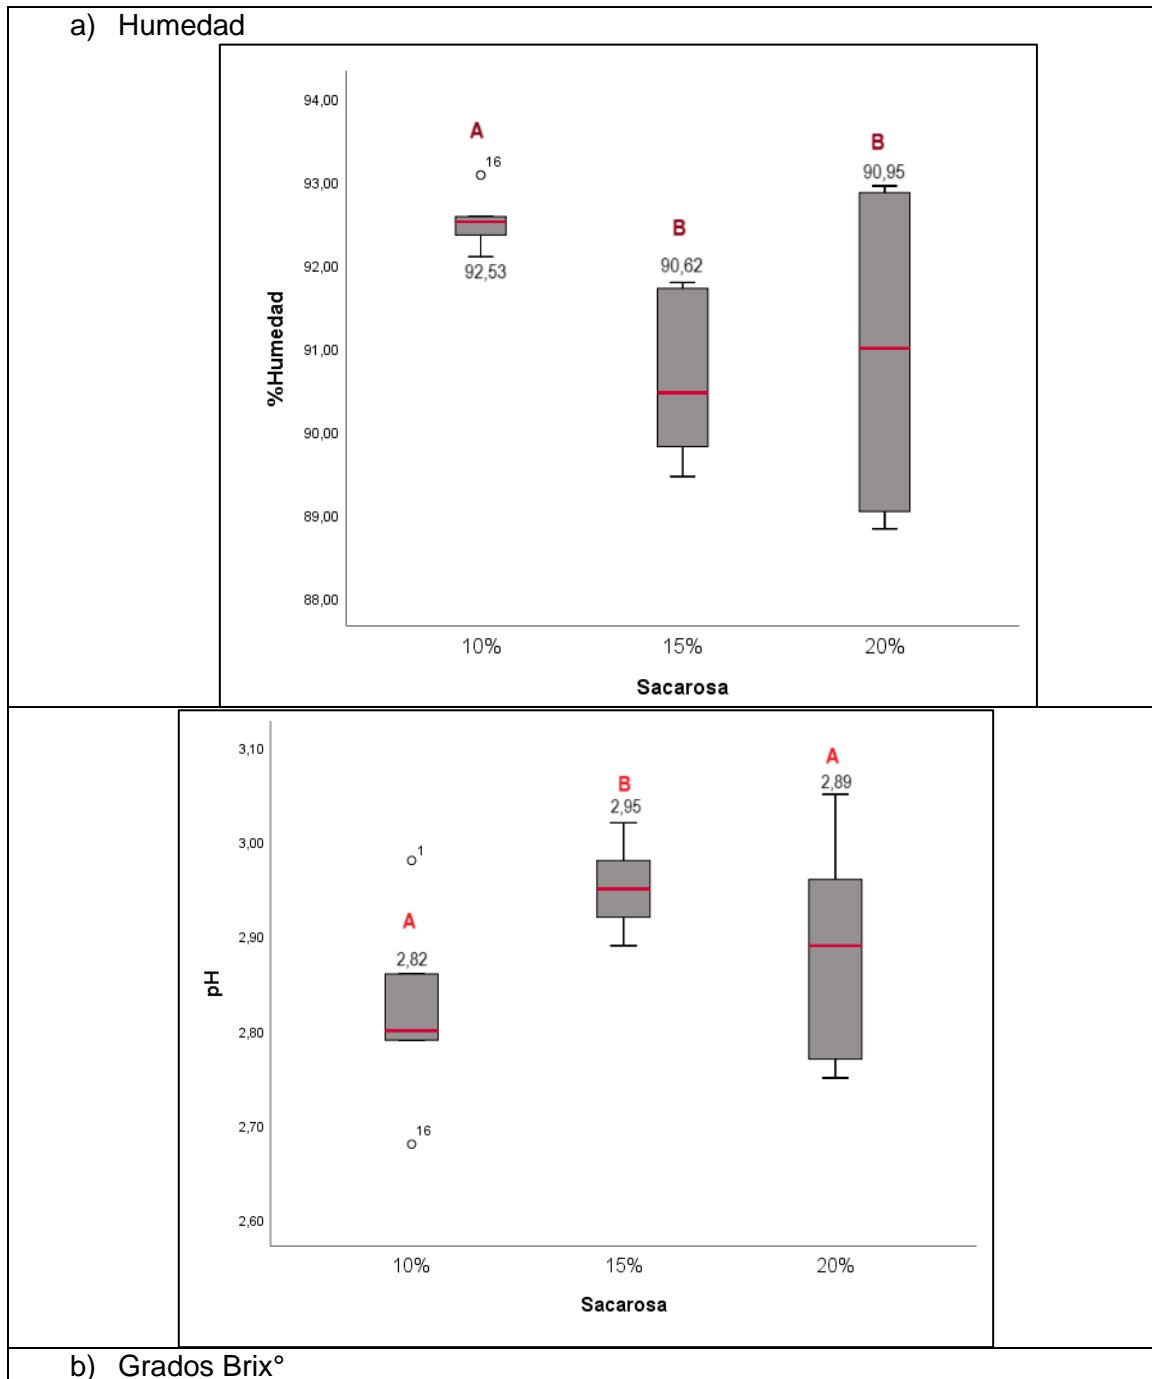 a) Humedad
94,00
A
16
B
93,00
90,95
B
92,00
92,53
90,62
%Humedad
91,00
90,00
89,00
88,00
10% 15% 20%
Sacarosa
3,10
A
B
2,89
2,95
3,00
1
A
2,90
2,82
pH
2,80
2,70
16
2,60
10% 15% 20%
Sacarosa
b) Grados Brix°